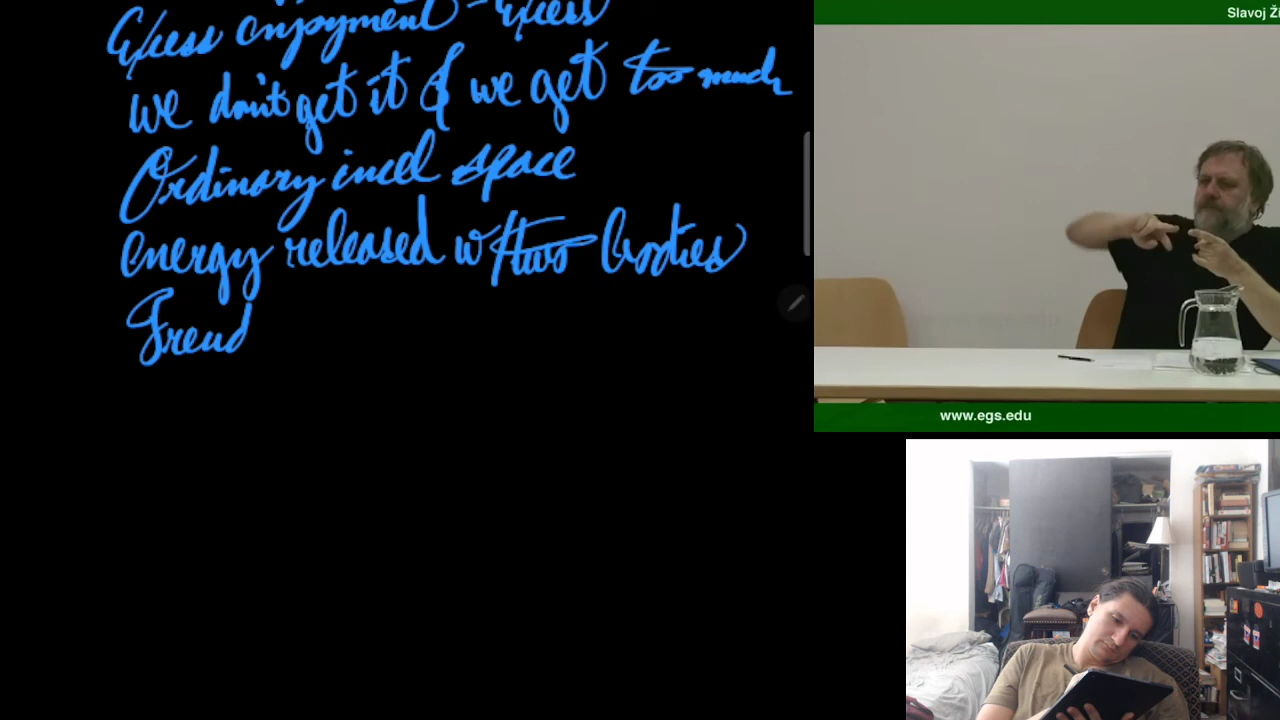 Excess enjoyment - Excess
we don't get it & we get too much
Ordinary incel space
energy released w/ two bodies
Freud
Slavoj Ži
www.egs.edu